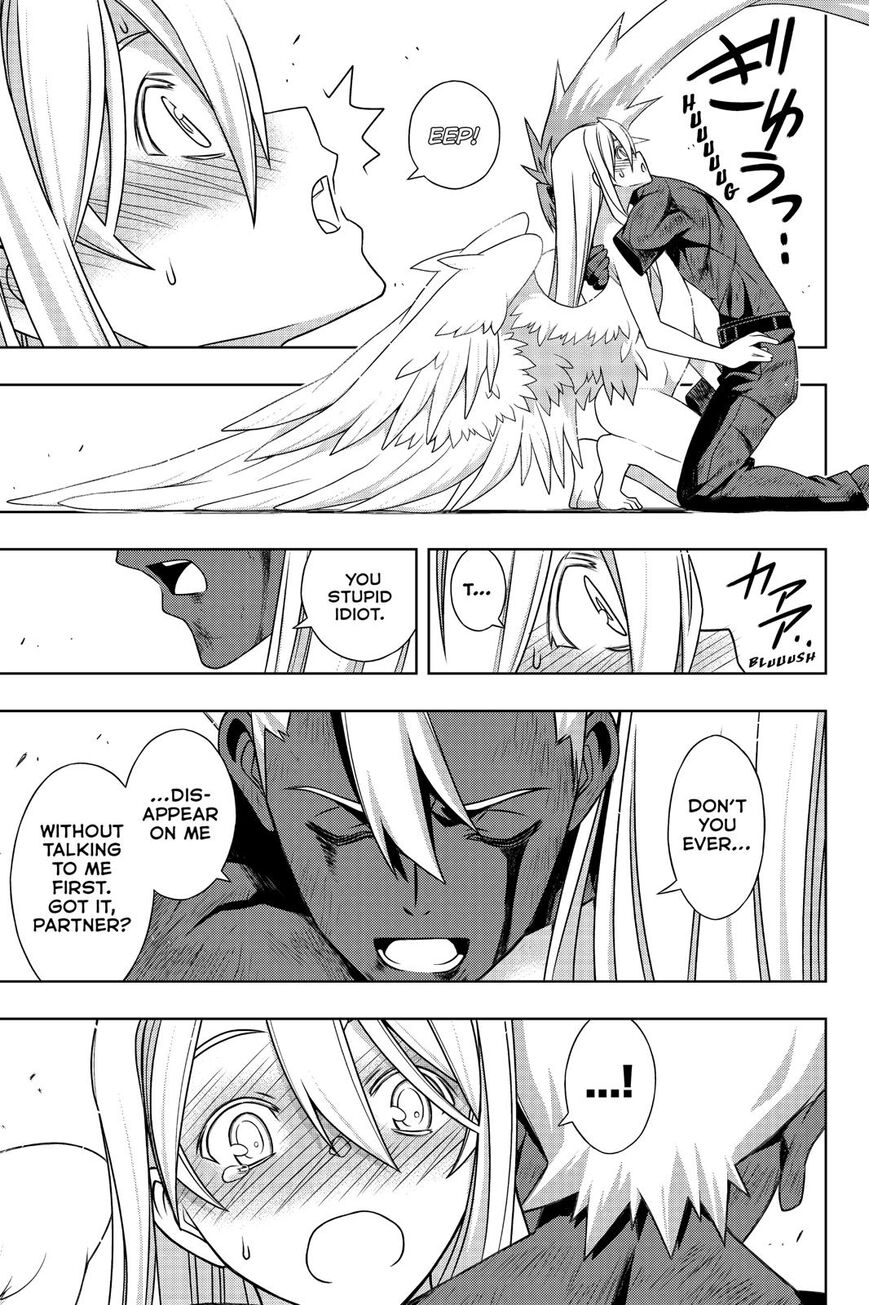 ぎゅうっ・・
HUUUUUG
EEP!
カアア・・
BLUUUSH
T...
YOU
STUPID
IDIOT.
DON'T
YOU
EVER...
...DIS-
APPEAR
ON ME
WITHOUT
TALKING
TO ME
FIRST.
GOT IT,
PARTNER?
...!